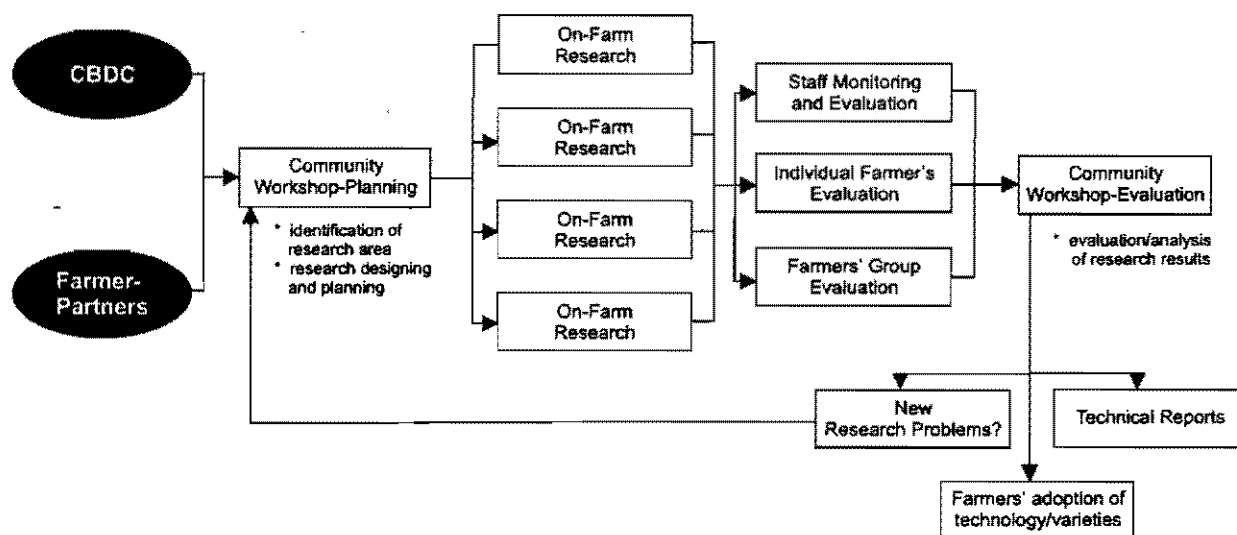 CBDC
Farmer-
Partners
Community
Workshop-Planning
* identification of
research area
* research designing
and planning
On-Farm
Research
On-Farm
Research
On-Farm
Research
On-Farm
Research
Staff Monitoring
and Evaluation
Individual Farmer's
Evaluation
Farmers' Group
Evaluation
Community
Workshop-Evaluation
* evaluation/analysis
of research results
New
Research Problems?
Technical Reports
Farmers' adoption of
technology/varieties